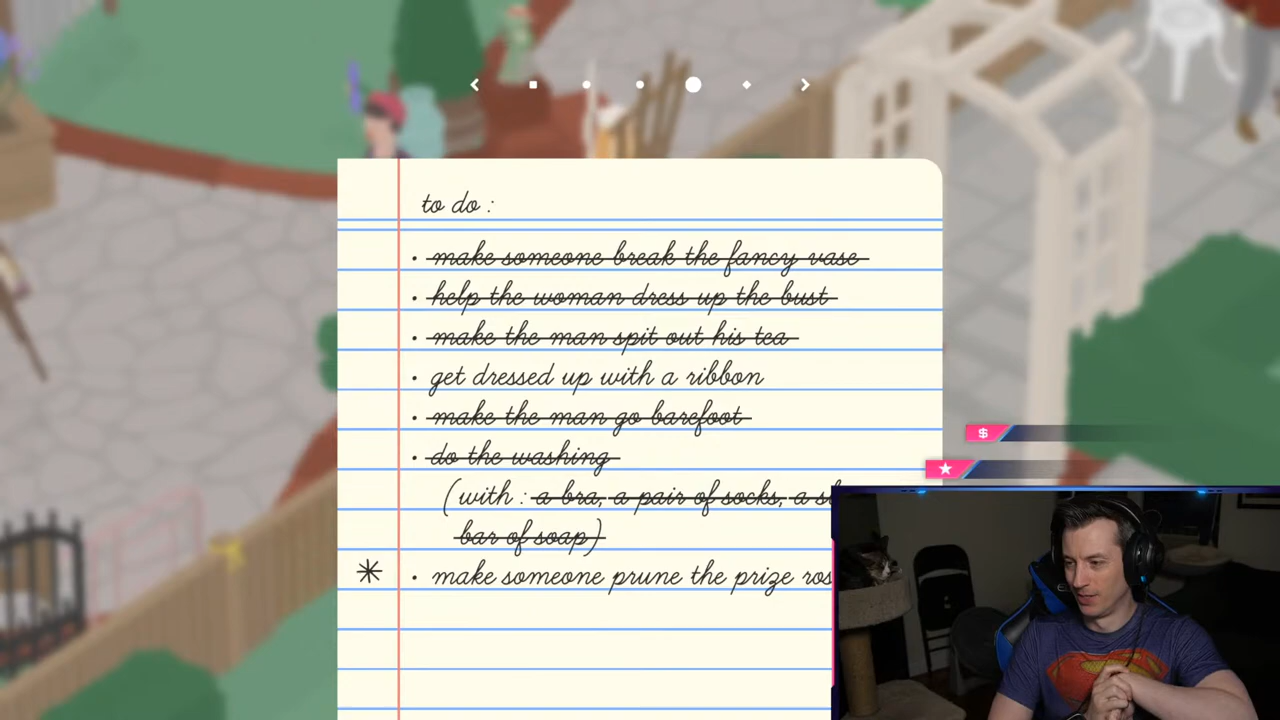 to do :
• make someone break the fancy vase
• help the woman dress up the bust
• make the man spit out his tea
• get dressed up with a ribbon
• make the man go barefoot
• do the washing
(with : a bra, a pair of socks, a
bar of soap)
• make someone prune the prize
$